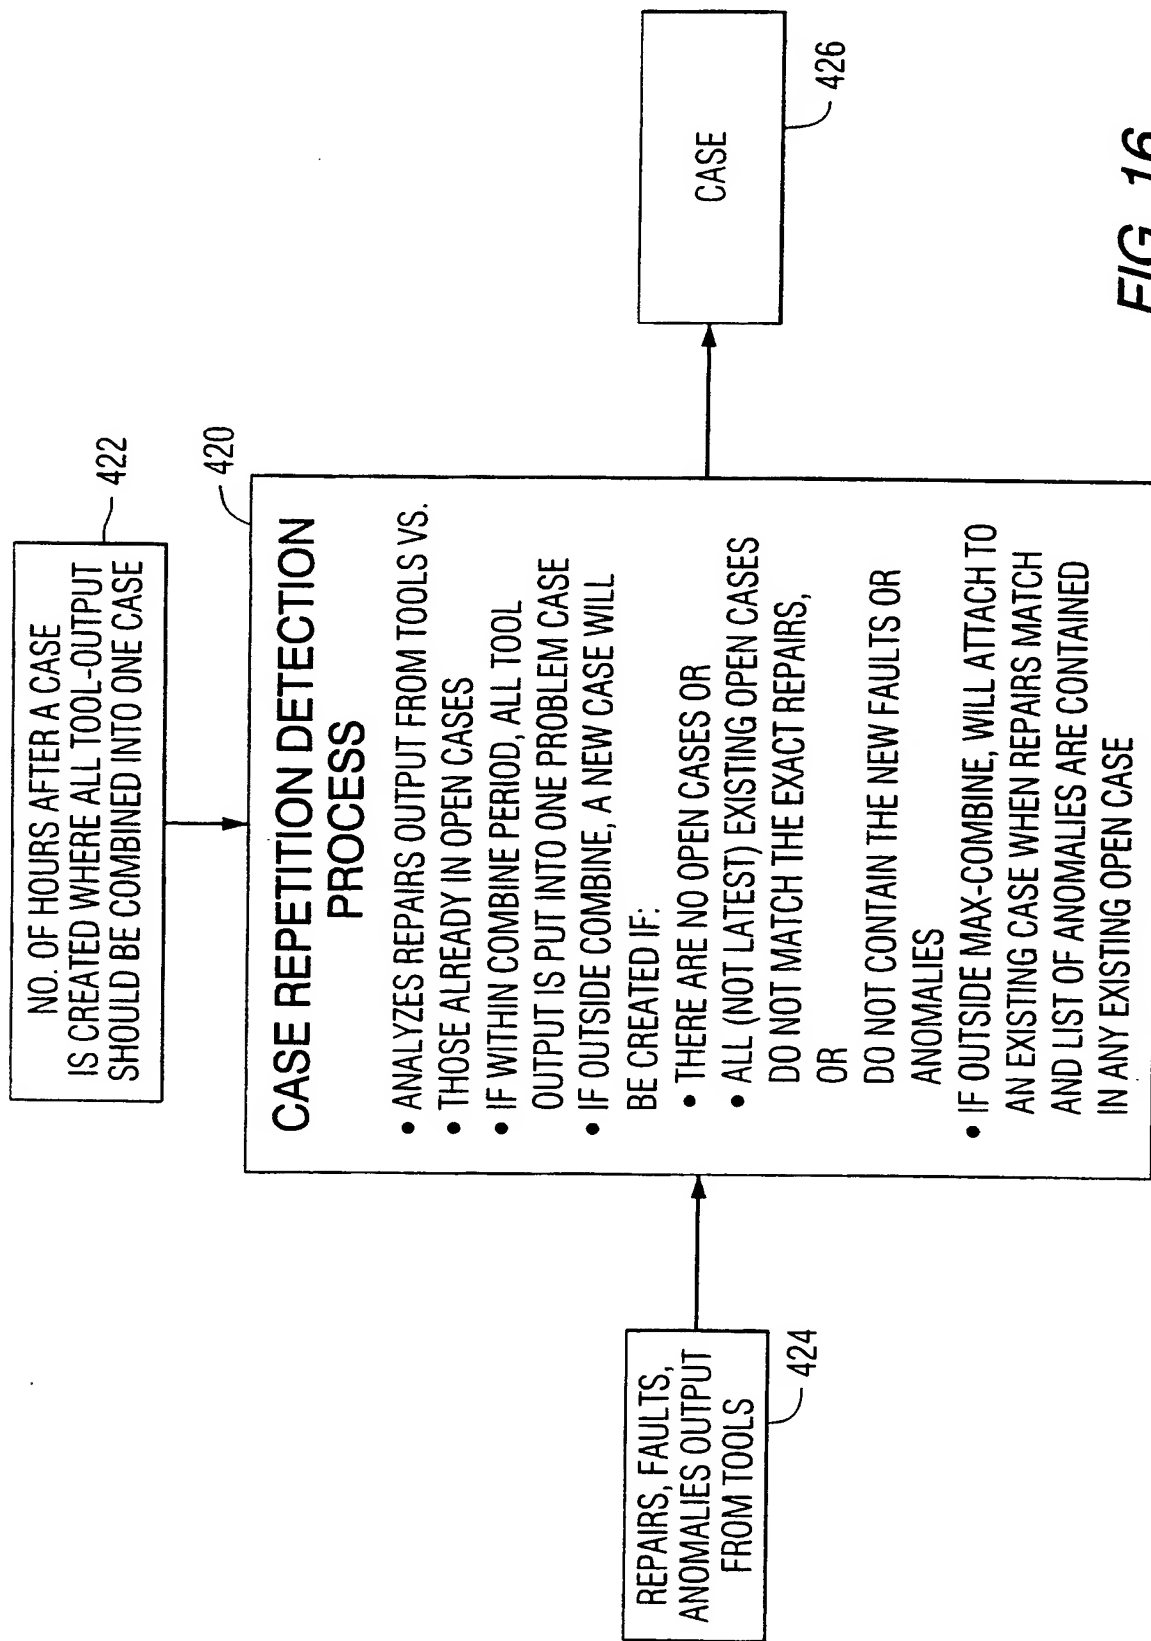 NO. OF HOURS AFTER A CASE
IS CREATED WHERE ALL TOOL-OUTPUT
SHOULD BE COMBINED INTO ONE CASE
422
420
CASE REPETITION DETECTION
PROCESS
• ANALYZES REPAIRS OUTPUT FROM TOOLS VS.
• THOSE ALREADY IN OPEN CASES
• IF WITHIN COMBINE PERIOD, ALL TOOL
OUTPUT IS PUT INTO ONE PROBLEM CASE
• IF OUTSIDE COMBINE, A NEW CASE WILL
BE CREATED IF:
• THERE ARE NO OPEN CASES OR
• ALL (NOT LATEST) EXISTING OPEN CASES
DO NOT MATCH THE EXACT REPAIRS,
OR
DO NOT CONTAIN THE NEW FAULTS OR
ANOMALIES
• IF OUTSIDE MAX-COMBINE, WILL ATTACH TO
AN EXISTING CASE WHEN REPAIRS MATCH
AND LIST OF ANOMALIES ARE CONTAINED
IN ANY EXISTING OPEN CASE
REPAIRS, FAULTS,
ANOMALIES OUTPUT
FROM TOOLS
424
CASE
426
FIG. 16